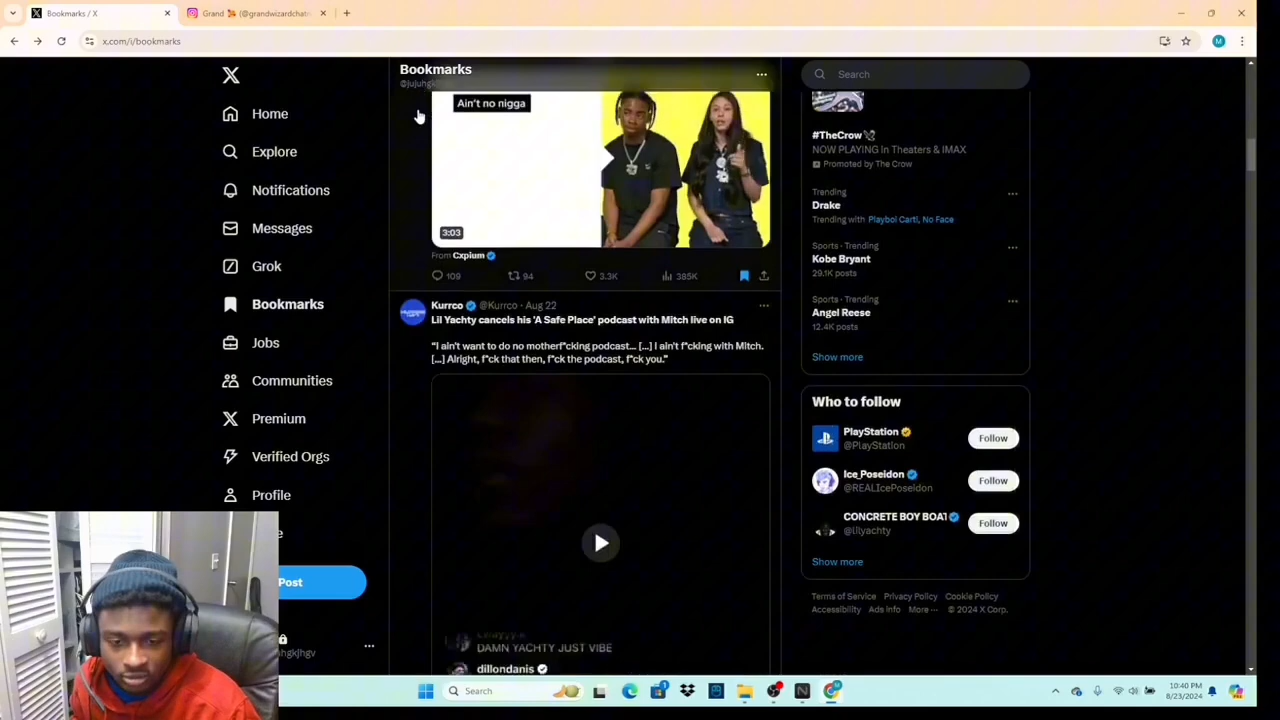 Bookmarks / X
Grand 🍂 (@grandwizardchatn
x.com/i/bookmarks
M
Bookmarks
@jujuhgk
Search
Ain't no nigga
3:03
From Cxpium
109 94 3.3K 385K
Kurrco @Kurrco · Aug 22
Lil Yachty cancels his 'A Safe Place' podcast with Mitch live on IG
“I ain't want to do no motherf*cking podcast... [...] I ain't f*cking with Mitch.
[...] Alright, f*ck that then, f*ck the podcast, f*ck you.”
DAMN YACHTY JUST VIBE
dillondanis
Home
Explore
Notifications
Messages
Grok
Bookmarks
Jobs
Communities
Premium
Verified Orgs
Profile
Post
hgkjhgv
#TheCrow
NOW PLAYING In Theaters & IMAX
Promoted by The Crow
Trending
Drake
Trending with Playboi Carti, No Face
Sports · Trending
Kobe Bryant
29.1K posts
Sports · Trending
Angel Reese
12.4K posts
Show more
Who to follow
PlayStation
@PlayStation
Follow
Ice_Poseidon
@REALIcePoseidon
Follow
CONCRETE BOY BOAT
@lilyachty
Follow
Show more
Terms of Service Privacy Policy Cookie Policy
Accessibility Ads info More ··· © 2024 X Corp.
Search
10:40 PM
8/23/2024